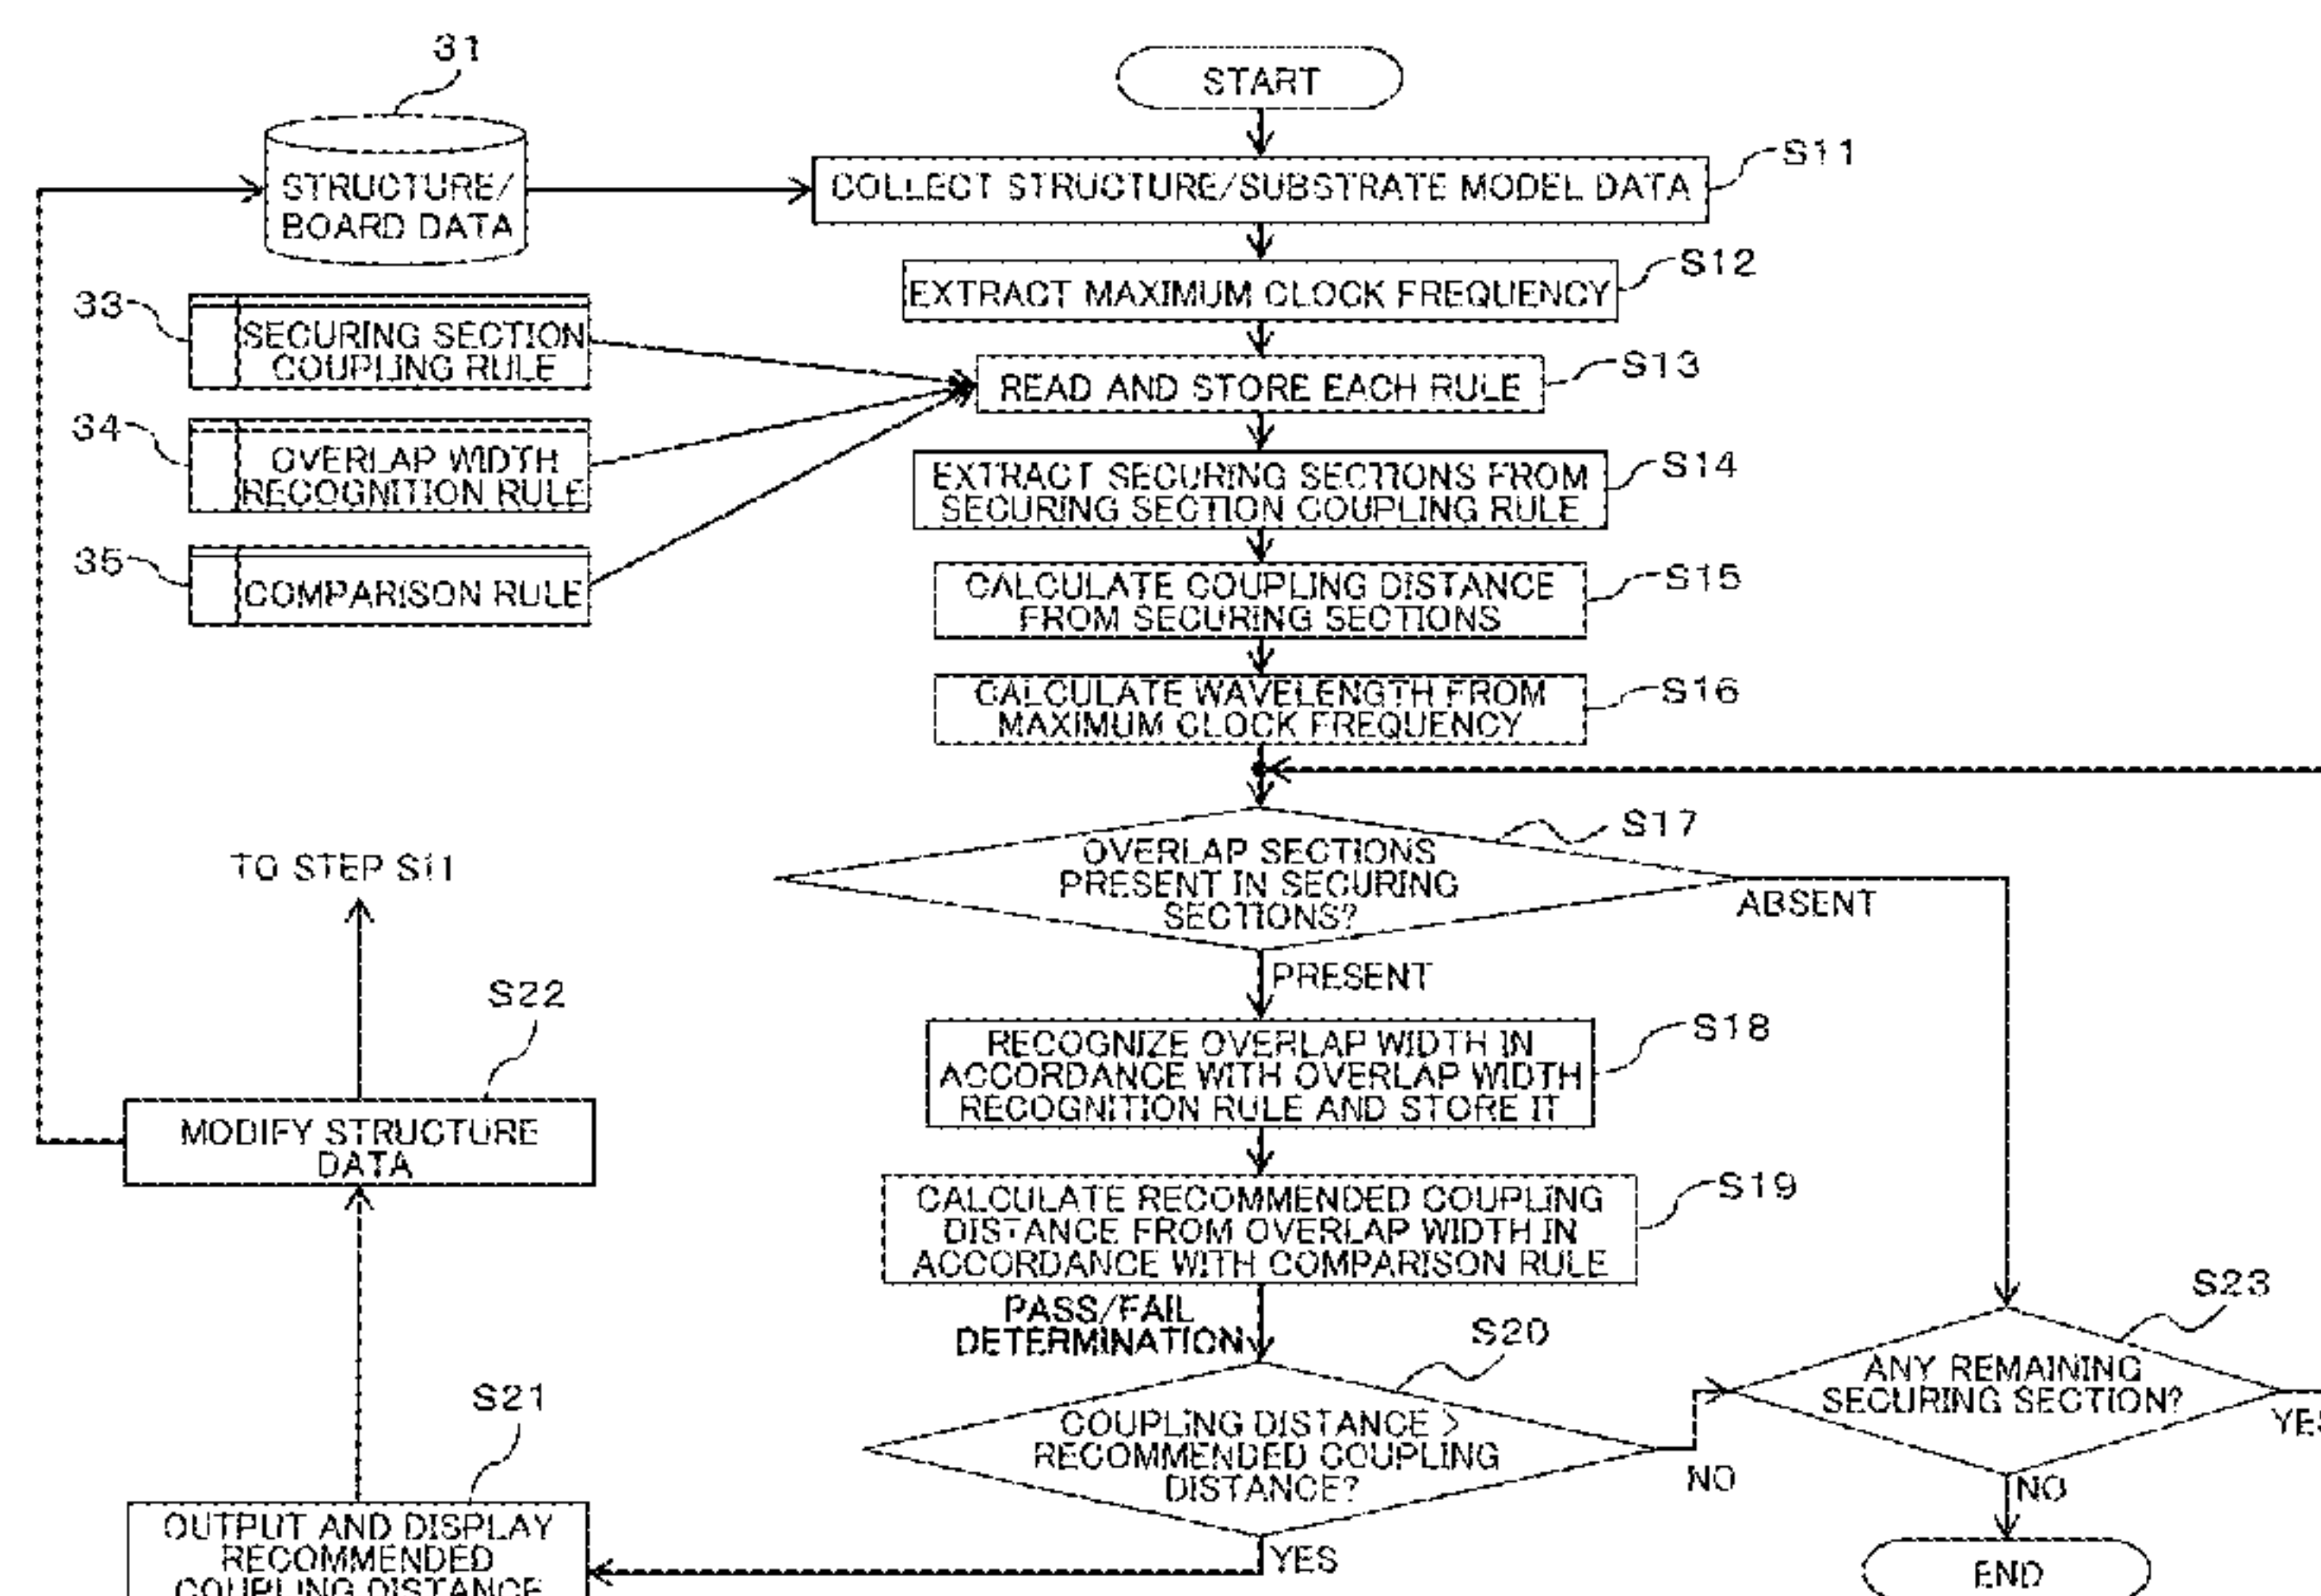 31
START
STRUCTURE/
BOARD DATA
COLLECT STRUCTURE/SUBSTRATE MODEL DATA
S11
EXTRACT MAXIMUM CLOCK FREQUENCY
S12
33
SECURING SECTION
COUPLING RULE
READ AND STORE EACH RULE
S13
34
OVERLAP WIDTH
RECOGNITION RULE
EXTRACT SECURING SECTIONS FROM
SECURING SECTION COUPLING RULE
S14
35
COMPARISON RULE
CALCULATE COUPLING DISTANCE
FROM SECURING SECTIONS
S15
CALCULATE WAVELENGTH FROM
MAXIMUM CLOCK FREQUENCY
S16
OVERLAP SECTIONS
PRESENT IN SECURING
SECTIONS?
S17
ABSENT
PRESENT
TO STEP S11
S22
MODIFY STRUCTURE
DATA
RECOGNIZE OVERLAP WIDTH IN
ACCORDANCE WITH OVERLAP WIDTH
RECOGNITION RULE AND STORE IT
S18
CALCULATE RECOMMENDED COUPLING
DISTANCE FROM OVERLAP WIDTH IN
ACCORDANCE WITH COMPARISON RULE
S19
PASS/FAIL
DETERMINATION
S20
COUPLING DISTANCE >
RECOMMENDED COUPLING
DISTANCE?
NO
YES
S23
ANY REMAINING
SECURING SECTION?
YES
NO
END
S21
OUTPUT AND DISPLAY
RECOMMENDED
COUPLING DISTANCE